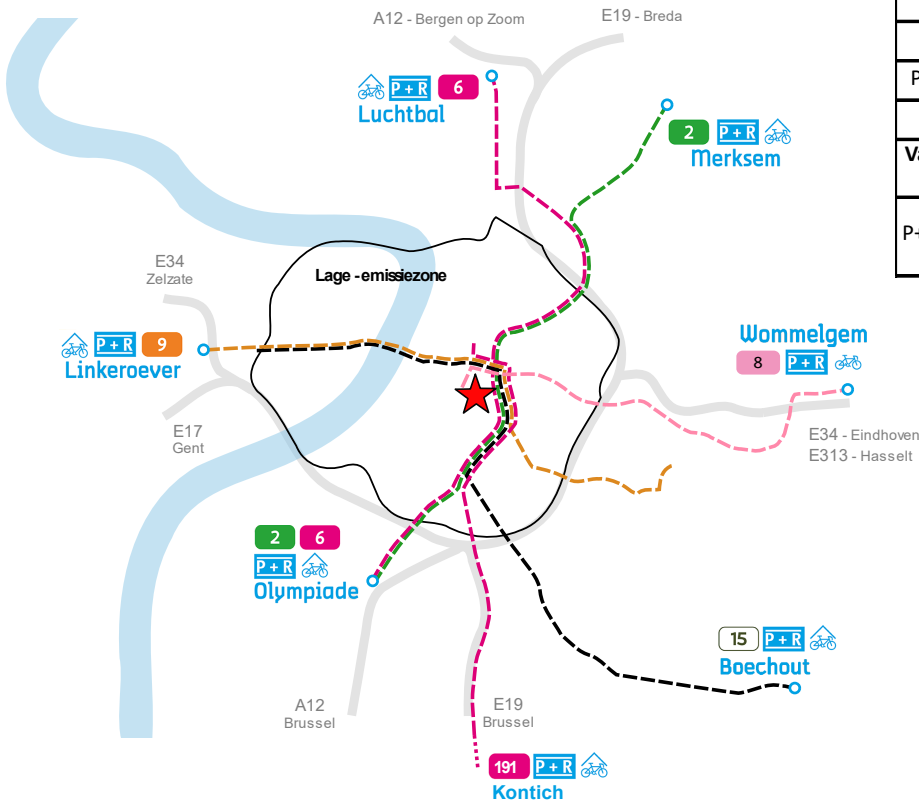 A12 - Bergen op Zoom
E19 - Breda
P + R
6
Luchtbal
2
P + R
Merksem
P
Va
P+
E34
Zelzate
Lage - emissiezone
P + R
9
Linkeroever
Wommelgem
8
P + R
E17
Gent
E34 - Eindhoven
E313 - Hasselt
2
6
P + R
Olympiade
15
P + R
Boechout
A12
Brussel
E19
Brussel
191
P + R
Kontich